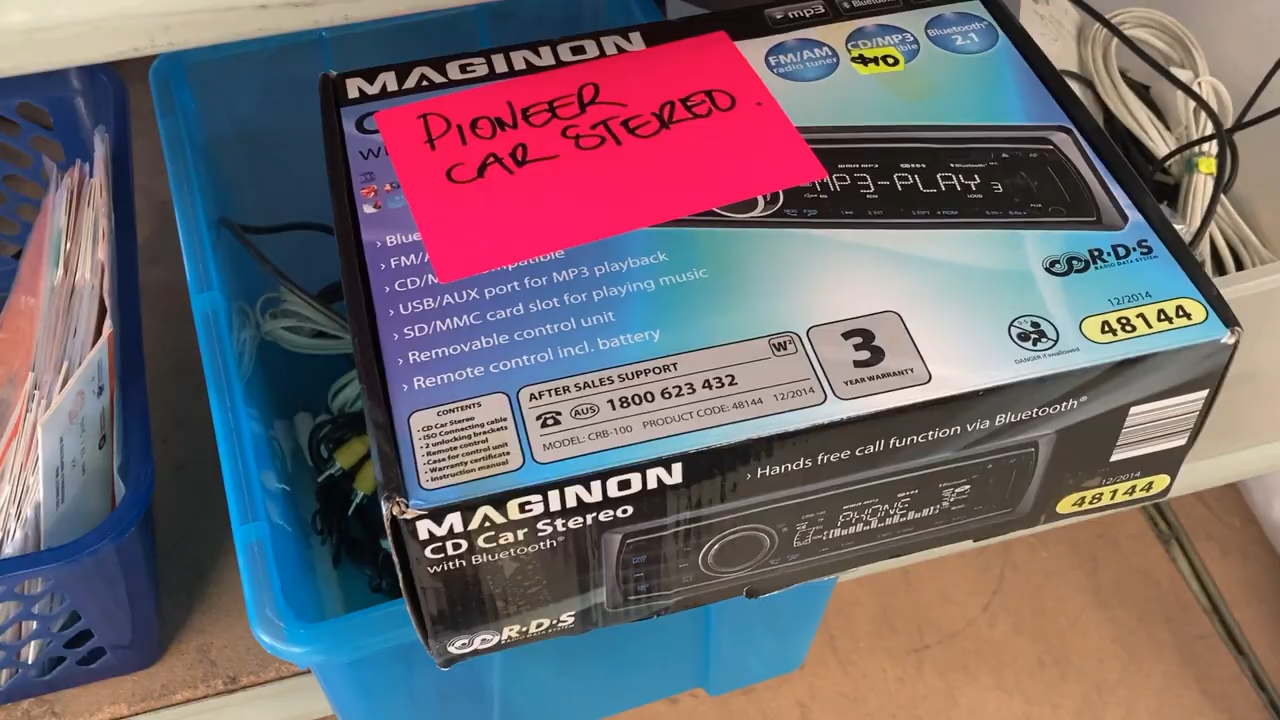 mp3
Bluetooth
MAGINON
FM/AM
radio tuner
CD/MP3
$10
Bluetooth®
2.1
PIONEER
CAR STEREO.
MP3-PLAY 3
› Blue
› FM/A
› CD/M
› USB/AUX port for MP3 playback
› SD/MMC card slot for playing music
› Removable control unit
› Remote control incl. battery
R·D·S
RADIO DATA SYSTEM
12/2014
48144
DANGER if swallowed
CONTENTS
• CD Car Stereo
• ISO Connecting cable
• 2 unlocking brackets
• Remote control
• Case for control unit
• Warranty certificate
• Instruction manual
AFTER SALES SUPPORT
AUS 1800 623 432
MODEL: CRB-100 PRODUCT CODE: 48144 12/2014
W²
3
YEAR WARRANTY
› Hands free call function via Bluetooth®
MAGINON
CD Car Stereo
with Bluetooth®
PHONE
R·D·S
RADIO DATA SYSTEM
12/2014
48144